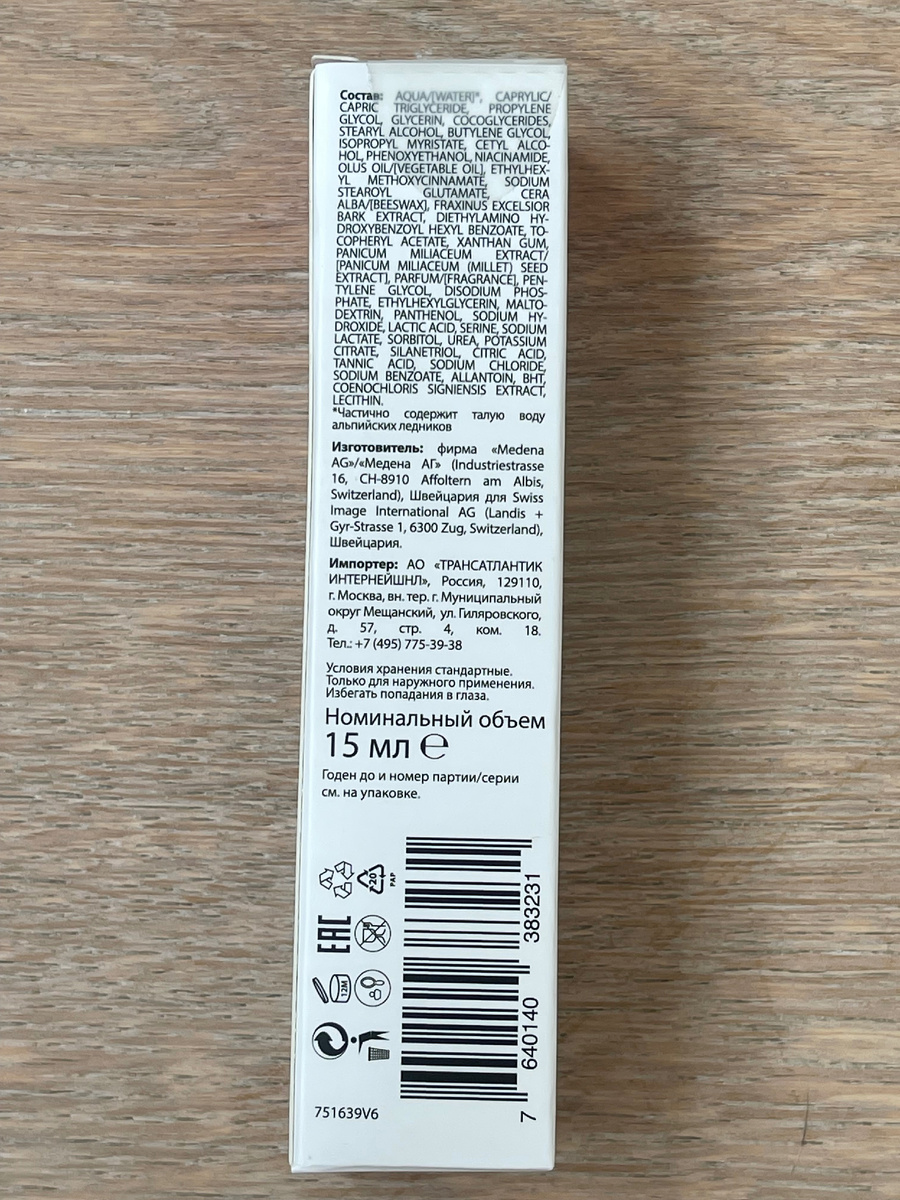 Состав: AQUA/[WATER]*, CAPRYLIC/
CAPRIC TRIGLYCERIDE, PROPYLENE
GLYCOL, GLYCERIN, COCOGLYCERIDES,
STEARYL ALCOHOL, BUTYLENE GLYCOL,
ISOPROPYL MYRISTATE, CETYL ALCO-
HOL, PHENOXYETHANOL, NIACINAMIDE,
OLUS OIL/[VEGETABLE OIL], ETHYLHEX-
YL METHOXYCINNAMATE, SODIUM
STEAROYL GLUTAMATE, CERA
ALBA/[BEESWAX], FRAXINUS EXCELSIOR
BARK EXTRACT, DIETHYLAMINO HY-
DROXYBENZOYL HEXYL BENZOATE, TO-
COPHERYL ACETATE, XANTHAN GUM,
PANICUM MILIACEUM EXTRACT/
[PANICUM MILIACEUM (MILLET) SEED
EXTRACT], PARFUM/[FRAGRANCE], PEN-
TYLENE GLYCOL, DISODIUM PHOS-
PHATE, ETHYLHEXYLGLYCERIN, MALTO-
DEXTRIN, PANTHENOL, SODIUM HY-
DROXIDE, LACTIC ACID, SERINE, SODIUM
LACTATE, SORBITOL, UREA, POTASSIUM
CITRATE, SILANETRIOL, CITRIC ACID,
TANNIC ACID, SODIUM CHLORIDE,
SODIUM BENZOATE, ALLANTOIN, BHT,
COENOCHLORIS SIGNIENSIS EXTRACT,
LECITHIN.
*Частично содержит талую воду
альпийских ледников
Изготовитель: фирма «Medena
AG»/«Медена АГ» (Industriestrasse
16, CH-8910 Affoltern am Albis,
Switzerland), Швейцария для Swiss
Image International AG (Landis +
Gyr-Strasse 1, 6300 Zug, Switzerland),
Швейцария.
Импортер: АО «ТРАНСАТЛАНТИК
ИНТЕРНЕЙШНЛ», Россия, 129110,
г. Москва, вн. тер. г. Муниципальный
округ Мещанский, ул. Гиляровского,
д. 57, стр. 4, ком. 18.
Тел.: +7 (495) 775-39-38
Условия хранения стандартные.
Только для наружного применения.
Избегать попадания в глаза.
Номинальный объем
15 мл ℮
Годен до и номер партии/серии
см. на упаковке.
20
PAP
EAC
12M
7 640140 383231
751639V6